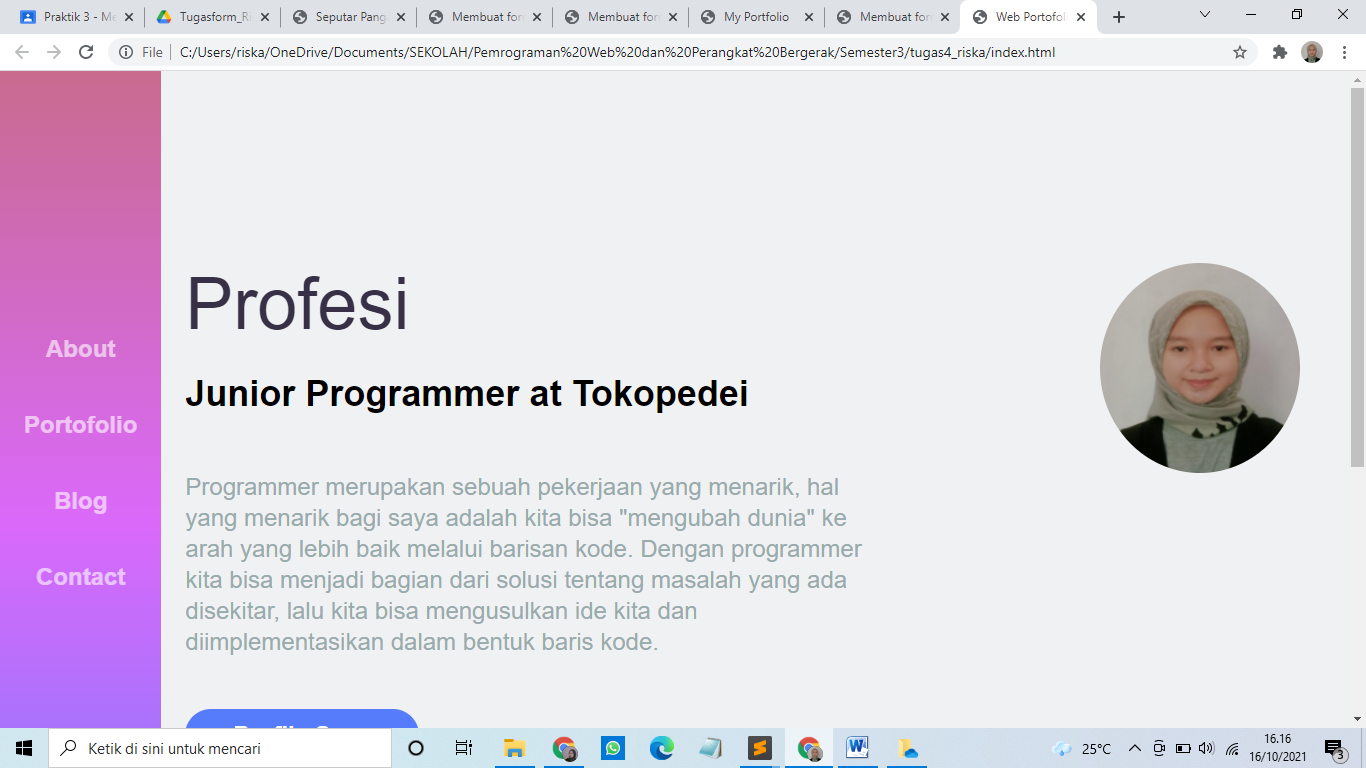 Praktik 3 - Me
Tugasform_Ri
Seputar Pang
Membuat for
Membuat for
My Portfolio
Membuat for
Web Portofol
File
C:/Users/riska/OneDrive/Documents/SEKOLAH/Pemrograman%20Web%20dan%20Perangkat%20Bergerak/Semester3/tugas4_riska/index.html
About
Portofolio
Blog
Contact
Profesi
Junior Programmer at Tokopedei
Programmer merupakan sebuah pekerjaan yang menarik, hal
yang menarik bagi saya adalah kita bisa "mengubah dunia" ke
arah yang lebih baik melalui barisan kode. Dengan programmer
kita bisa menjadi bagian dari solusi tentang masalah yang ada
disekitar, lalu kita bisa mengusulkan ide kita dan
diimplementasikan dalam bentuk baris kode.
Ketik di sini untuk mencari
25°C
16.16
16/10/2021
3